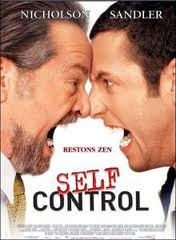 NICHOLSON SANDLER
RESTONS ZEN
SELF
CONTROL